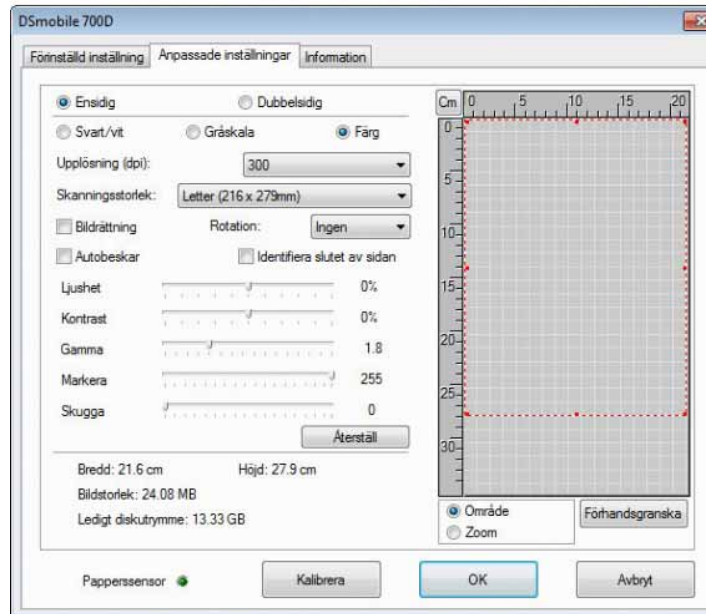 DSmobile 700D
Förinställd inställning Anpassade inställningar Information
Ensidig Dubbelsidig
Svart/vit Gråskala Färg
Upplösning (dpi): 300
Skanningsstorlek: Letter (216 x 279mm)
Bildrättning Rotation: Ingen
Autobeskar Identifiera slutet av sidan
Ljushet 0%
Kontrast 0%
Gamma 1.8
Markera 255
Skugga 0
Återställ
Bredd: 21.6 cm Höjd: 27.9 cm
Bildstorlek: 24.08 MB
Ledigt diskutrymme: 13.33 GB
Cm 0 5 10 15 20
0
5
10
15
20
25
30
Område
Zoom
Förhandsgranska
Papperssensor Kalibrera OK Avbryt